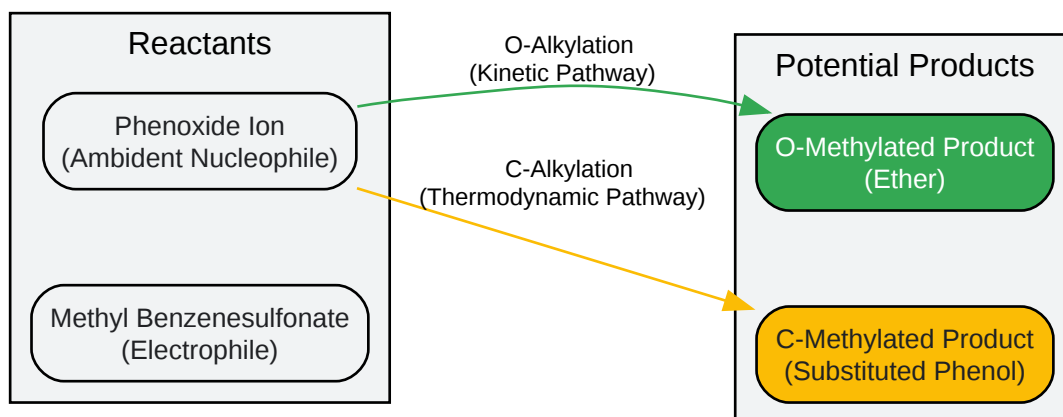 Reactants
Phenoxide Ion
(Ambident Nucleophile)
Methyl Benzenesulfonate
(Electrophile)
O-Alkylation
(Kinetic Pathway)
C-Alkylation
(Thermodynamic Pathway)
Potential Products
O-Methylated Product
(Ether)
C-Methylated Product
(Substituted Phenol)